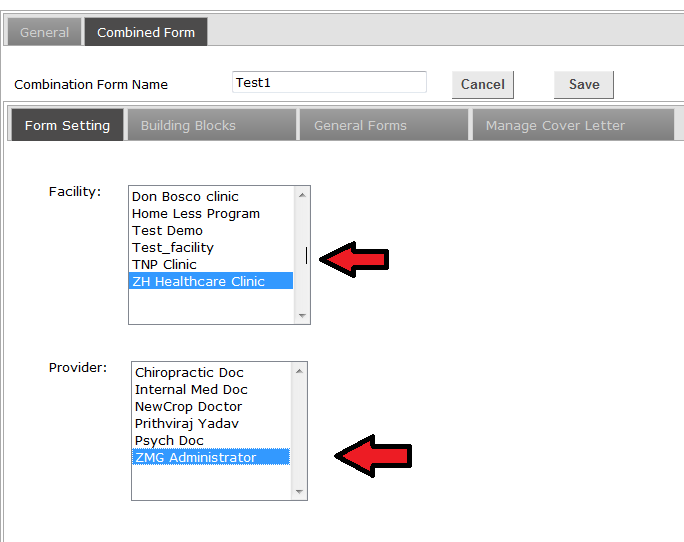 General Combined Form
Combination Form Name Test1 Cancel Save
Form Setting Building Blocks General Forms Manage Cover Letter
Facility:
Don Bosco clinic
Home Less Program
Test Demo
Test_facility
TNP Clinic
ZH Healthcare Clinic
Provider:
Chiropractic Doc
Internal Med Doc
NewCrop Doctor
Prithviraj Yadav
Psych Doc
ZMG Administrator